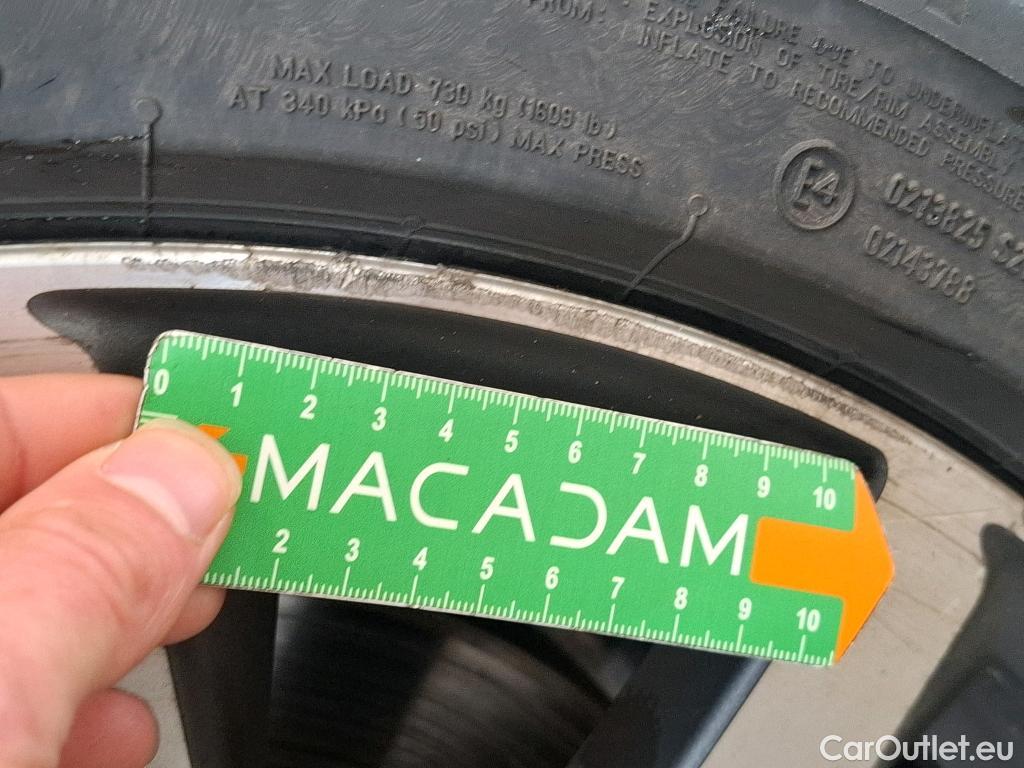 FAILURE DUE TO UNDERINFLAT
FROM: EXPLOSION OF TIRE/RIM ASSEMBLY
INFLATE TO RECOMMENDED PRESSURE
MAX LOAD 730 kg (1609 lb)
AT 340 kPa (50 psi) MAX PRESS
E4
0213825 S2
02143788
0 1 2 3 4 5 6 7 8 9 10
MACADAM
2 3 4 5 6 7 8 9 10
CarOutlet.eu